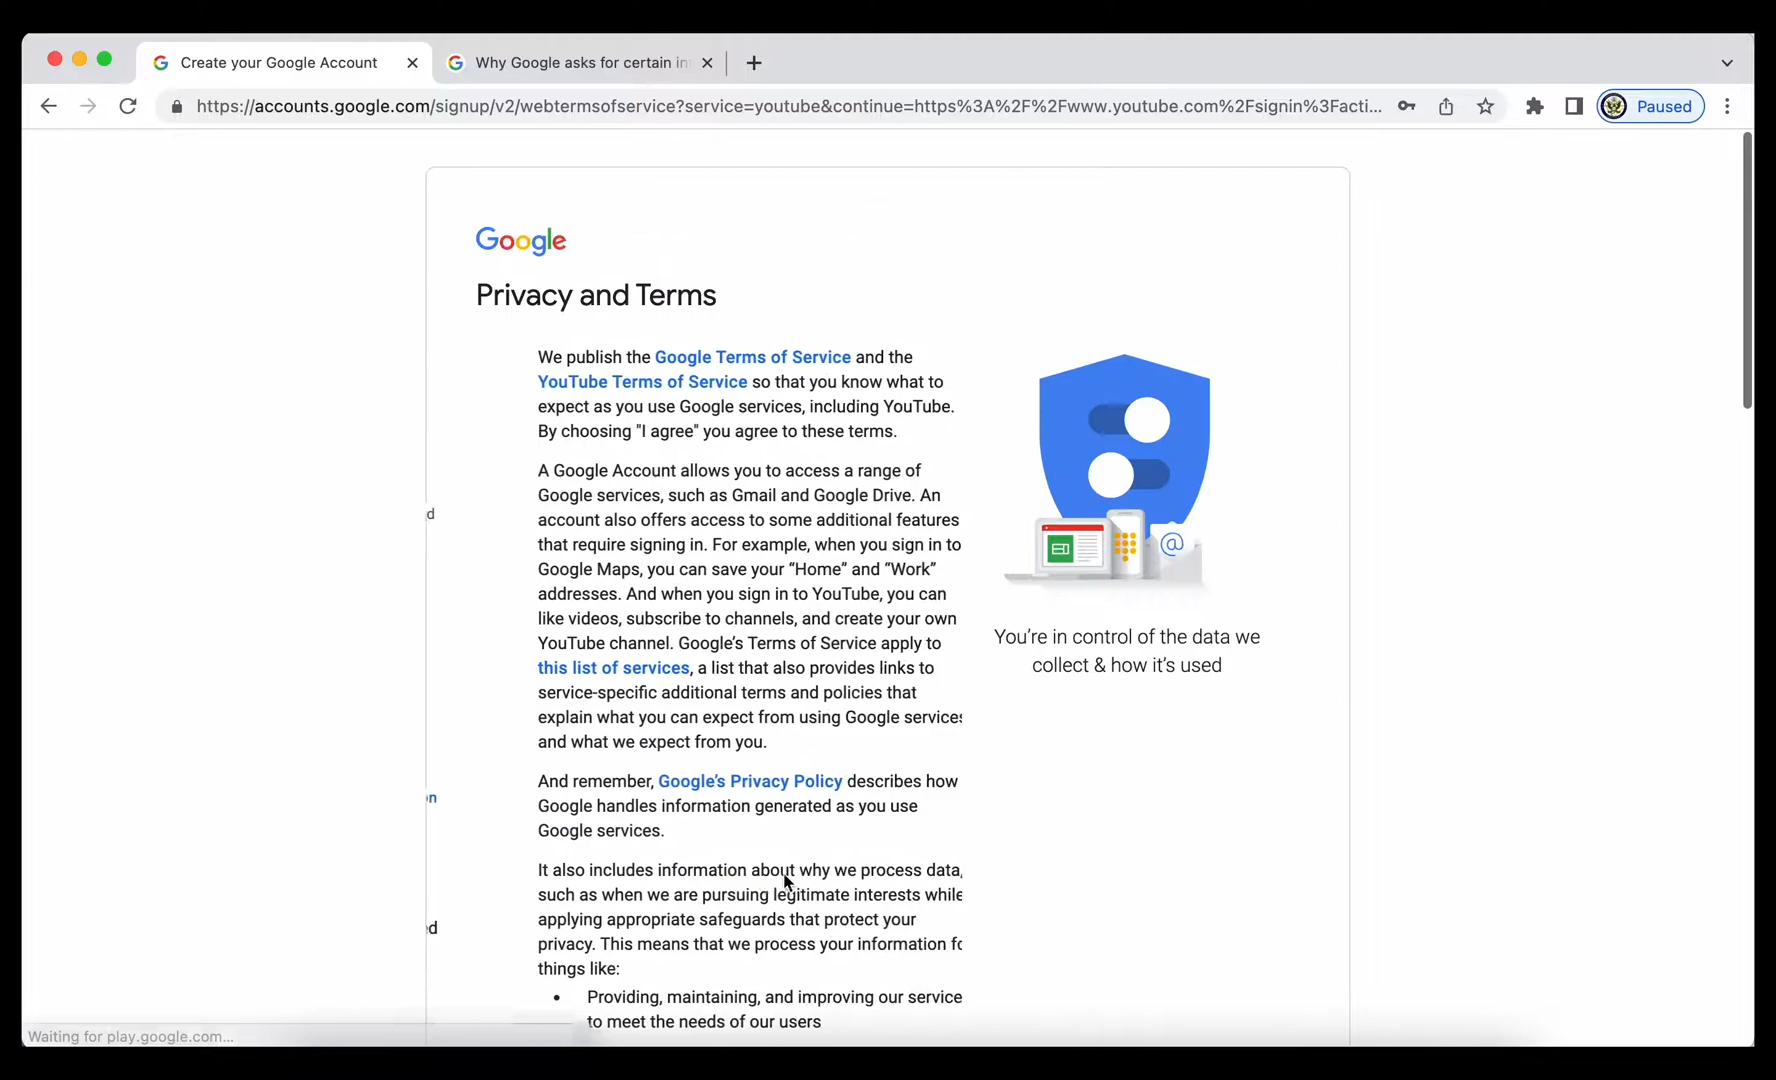 Create your Google Account
Why Google asks for certain in
https://accounts.google.com/signup/v2/webtermsofservice?service=youtube&continue=https%3A%2F%2Fwww.youtube.com%2Fsignin%3Facti...
Paused
Google
Privacy and Terms
We publish the Google Terms of Service and the
YouTube Terms of Service so that you know what to
expect as you use Google services, including YouTube.
By choosing "I agree" you agree to these terms.
A Google Account allows you to access a range of
Google services, such as Gmail and Google Drive. An
account also offers access to some additional features
that require signing in. For example, when you sign in to
Google Maps, you can save your “Home” and “Work”
addresses. And when you sign in to YouTube, you can
like videos, subscribe to channels, and create your own
YouTube channel. Google’s Terms of Service apply to
this list of services, a list that also provides links to
service-specific additional terms and policies that
explain what you can expect from using Google services
and what we expect from you.
And remember, Google’s Privacy Policy describes how
Google handles information generated as you use
Google services.
It also includes information about why we process data,
such as when we are pursuing legitimate interests while
applying appropriate safeguards that protect your
privacy. This means that we process your information fo
things like:
• Providing, maintaining, and improving our service
to meet the needs of our users
d
on
ed
@
You’re in control of the data we
collect & how it’s used
Waiting for play.google.com...